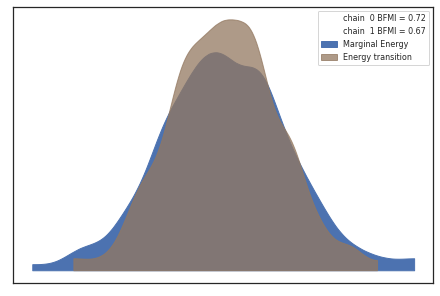 chain  0 BFMI = 0.72
chain  1 BFMI = 0.67
Marginal Energy
Energy transition